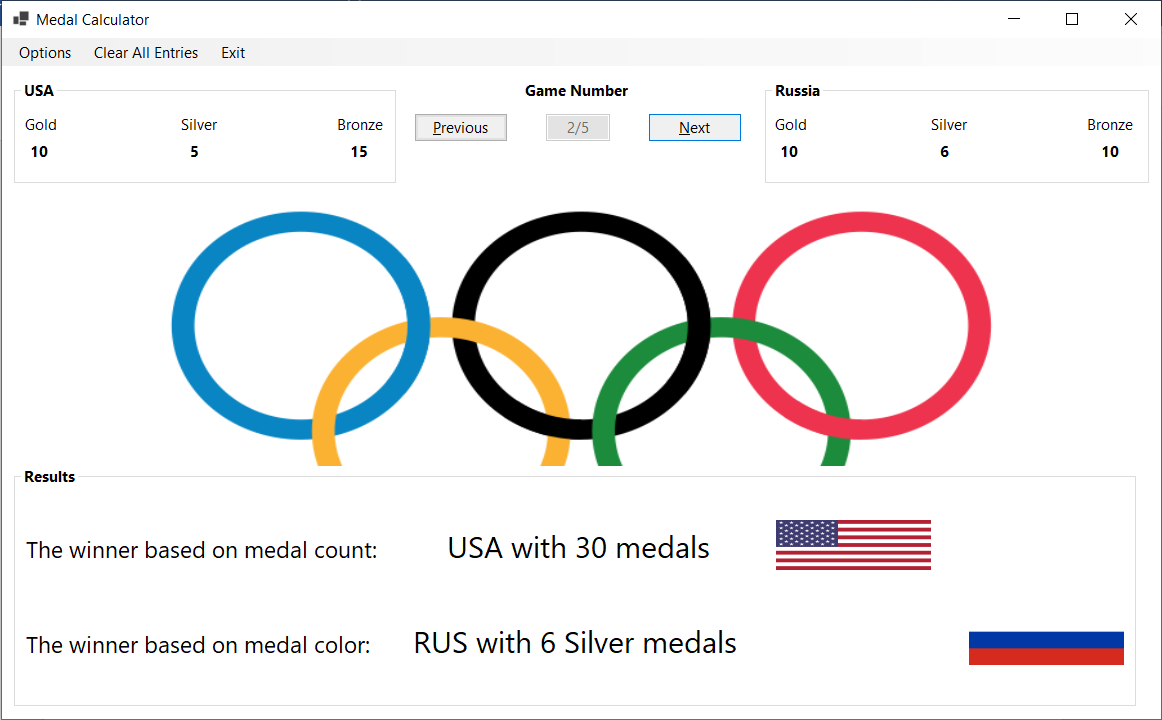 Medal Calculator
Options Clear All Entries Exit
USA
Gold Silver Bronze
10 5 15
Game Number
Previous 2/5 Next
Russia
Gold Silver Bronze
10 6 10
Results
The winner based on medal count: USA with 30 medals
The winner based on medal color: RUS with 6 Silver medals